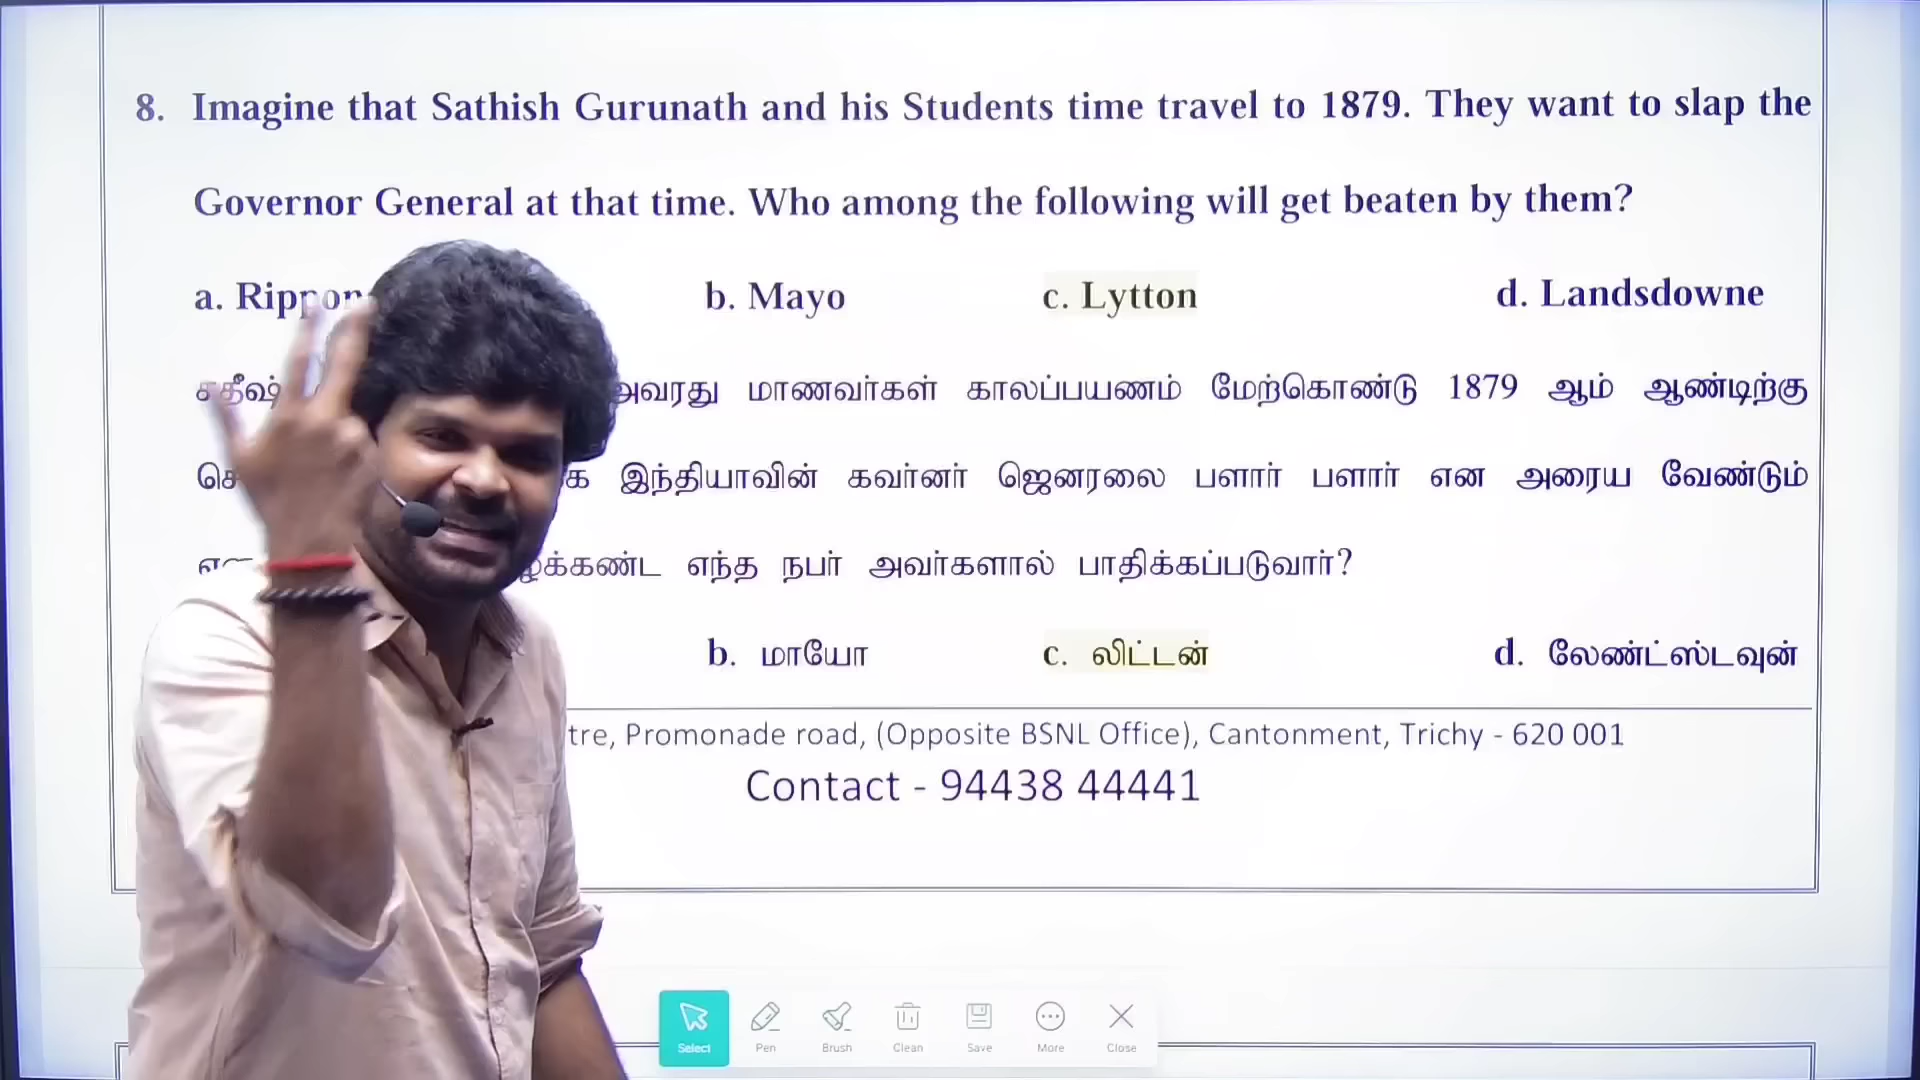 8. Imagine that Sathish Gurunath and his Students time travel to 1879. They want to slap the
Governor General at that time. Who among the following will get beaten by them?
a. Rippon b. Mayo c. Lytton d. Landsdowne
சதீஷ் அவரது மாணவர்கள் காலப்பயணம் மேற்கொண்டு 1879 ஆம் ஆண்டிற்கு
இந்தியாவின் கவர்னர் ஜெனரலை பளார் பளார் என அரைய வேண்டும்
எந்த நபர் அவர்களால் பாதிக்கப்படுவார்?
b. மாயோ c. லிட்டன் d. லேண்ட்ஸ்டவுன்
Promonade road, (Opposite BSNL Office), Cantonment, Trichy - 620 001
Contact - 94438 44441
Select Pen Brush Clean Save More Close